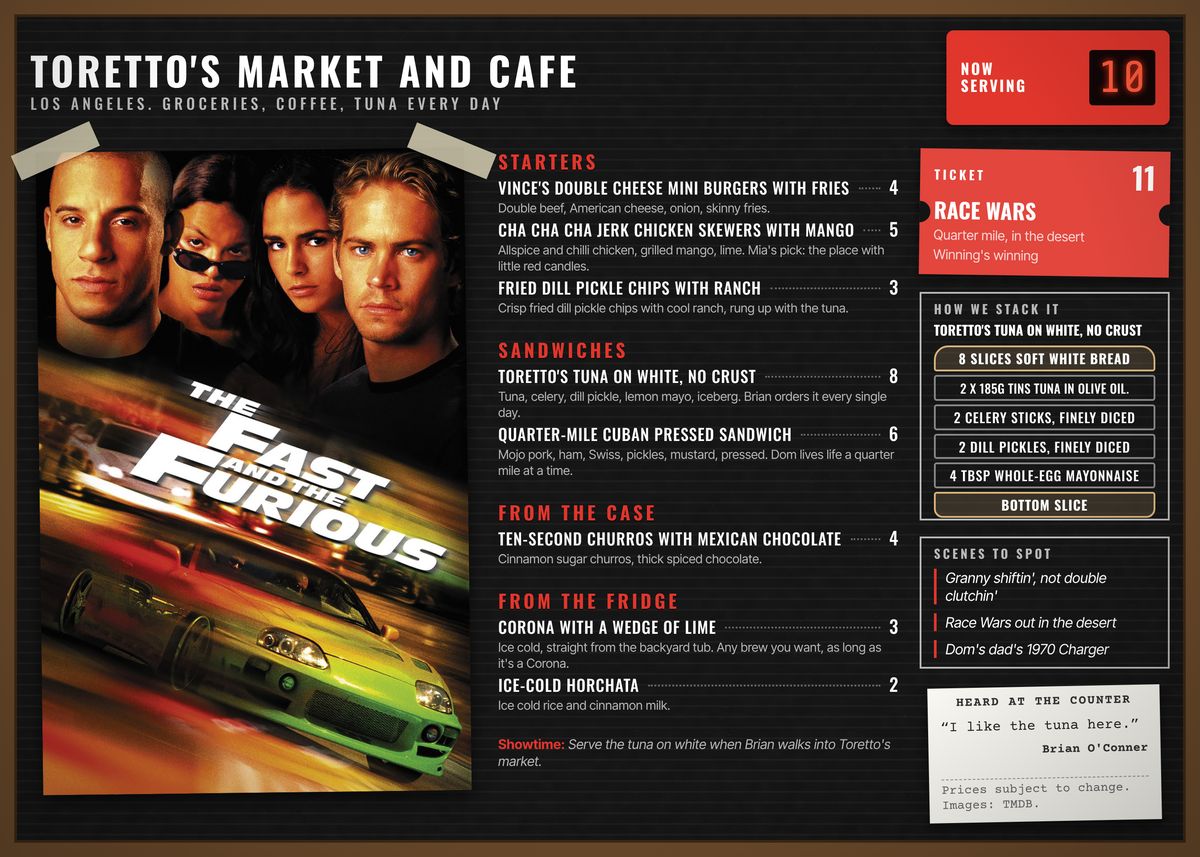 TORETTO'S MARKET AND CAFE
LOS ANGELES. GROCERIES, COFFEE, TUNA EVERY DAY
NOW
SERVING
10
THE
FAST
AND THE
FURIOUS
STARTERS
VINCE'S DOUBLE CHEESE MINI BURGERS WITH FRIES 4
Double beef, American cheese, onion, skinny fries.
CHA CHA CHA JERK CHICKEN SKEWERS WITH MANGO 5
Allspice and chilli chicken, grilled mango, lime. Mia's pick: the place with
little red candles.
FRIED DILL PICKLE CHIPS WITH RANCH 3
Crisp fried dill pickle chips with cool ranch, rung up with the tuna.
SANDWICHES
TORETTO'S TUNA ON WHITE, NO CRUST 8
Tuna, celery, dill pickle, lemon mayo, iceberg. Brian orders it every single
day.
QUARTER-MILE CUBAN PRESSED SANDWICH 6
Mojo pork, ham, Swiss, pickles, mustard, pressed. Dom lives life a quarter
mile at a time.
FROM THE CASE
TEN-SECOND CHURROS WITH MEXICAN CHOCOLATE 4
Cinnamon sugar churros, thick spiced chocolate.
FROM THE FRIDGE
CORONA WITH A WEDGE OF LIME 3
Ice cold, straight from the backyard tub. Any brew you want, as long as
it's a Corona.
ICE-COLD HORCHATA 2
Ice cold rice and cinnamon milk.
Showtime: Serve the tuna on white when Brian walks into Toretto's
market.
TICKET 11
RACE WARS
Quarter mile, in the desert
Winning's winning
HOW WE STACK IT
TORETTO'S TUNA ON WHITE, NO CRUST
8 SLICES SOFT WHITE BREAD
2 X 185G TINS TUNA IN OLIVE OIL.
2 CELERY STICKS, FINELY DICED
2 DILL PICKLES, FINELY DICED
4 TBSP WHOLE-EGG MAYONNAISE
BOTTOM SLICE
SCENES TO SPOT
Granny shiftin', not double
clutchin'
Race Wars out in the desert
Dom's dad's 1970 Charger
HEARD AT THE COUNTER
“I like the tuna here.”
Brian O'Conner
Prices subject to change.
Images: TMDB.